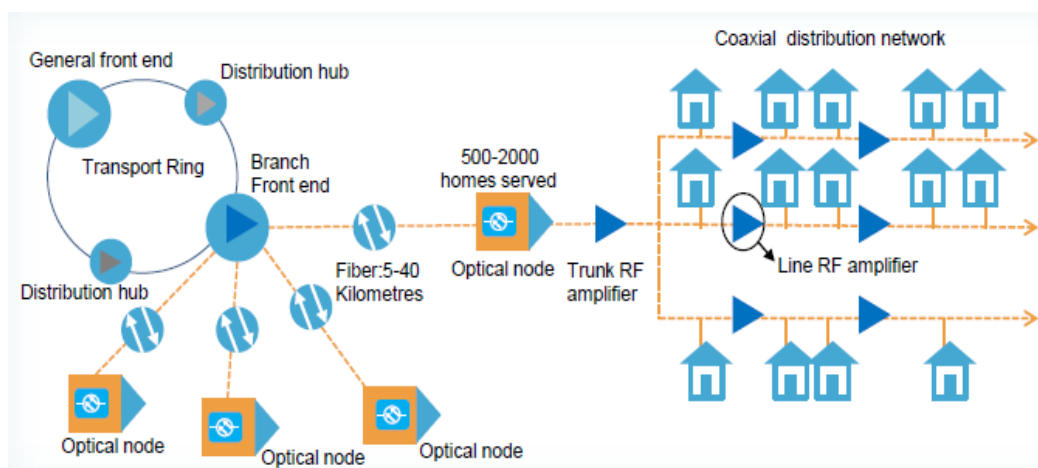 Coaxial distribution network
General front end
Distribution hub
Transport Ring
Branch
Front end
500-2000
homes served
Fiber:5-40
Kilometres
Optical node
Trunk RF
amplifier
Line RF amplifier
Distribution hub
Optical node
Optical node
Optical node